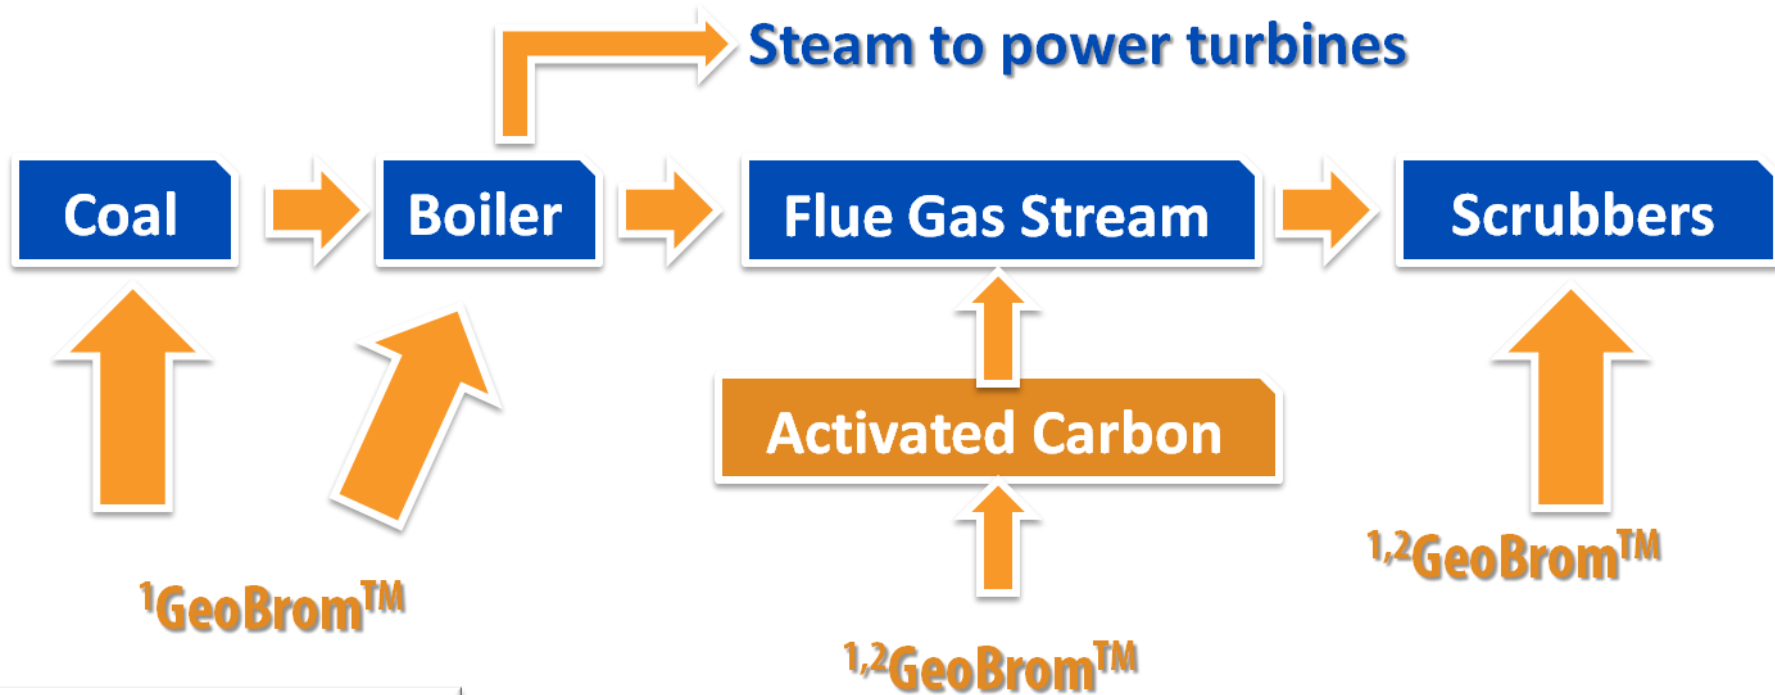 Steam to power turbines
Coal
Boiler
Flue Gas Stream
Scrubbers
Activated Carbon
1,2GeoBrom™
1GeoBrom™
1,2GeoBrom™